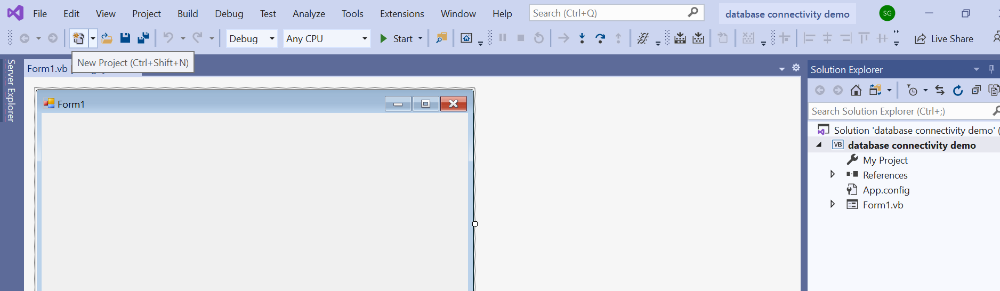 File Edit View Project Build Debug Test Analyze Tools Extensions Window Help Search (Ctrl+Q) database connectivity demo SG
Debug Any CPU Start Live Share
New Project (Ctrl+Shift+N)
Server Explorer
Form1.vb
Form1
Solution Explorer
Search Solution Explorer (Ctrl+;)
Solution 'database connectivity demo' (
VB database connectivity demo
My Project
References
App.config
Form1.vb